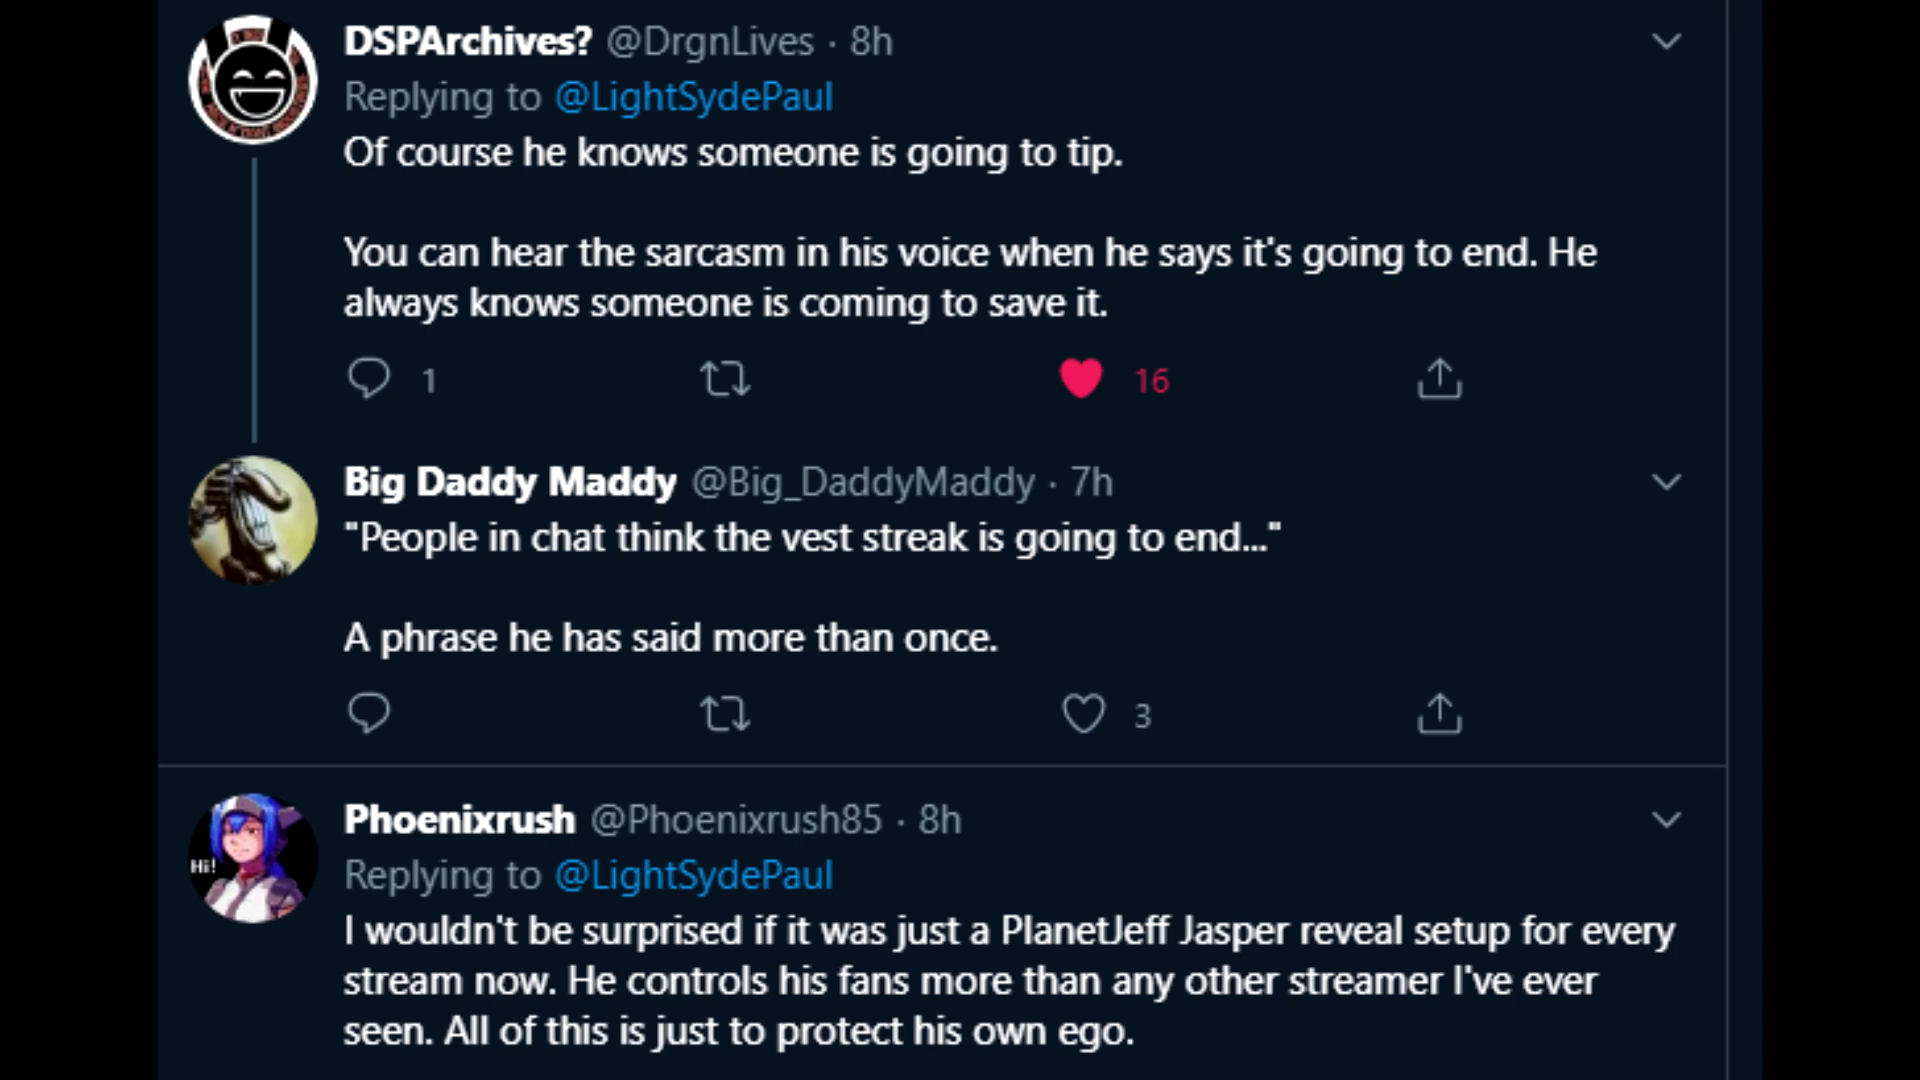 DSPArchives? @DrgnLives · 8h
Replying to @LightSydePaul
Of course he knows someone is going to tip.
You can hear the sarcasm in his voice when he says it's going to end. He
always knows someone is coming to save it.
1 16
Big Daddy Maddy @Big_DaddyMaddy · 7h
"People in chat think the vest streak is going to end..."
A phrase he has said more than once.
3
Phoenixrush @Phoenixrush85 · 8h
Hi!
Replying to @LightSydePaul
I wouldn't be surprised if it was just a PlanetJeff Jasper reveal setup for every
stream now. He controls his fans more than any other streamer I've ever
seen. All of this is just to protect his own ego.